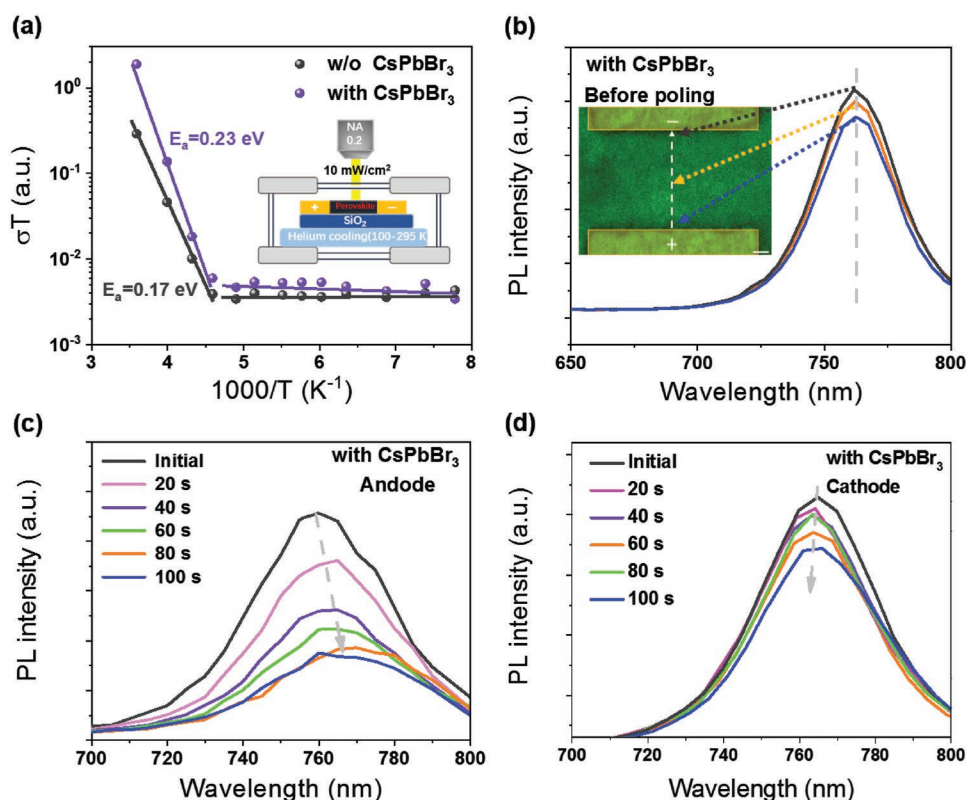 (a)
10⁰
10⁻¹
10⁻²
10⁻³
σT (a.u.)
w/o CsPbBr₃
with CsPbBr₃
Eₐ=0.23 eV
Eₐ=0.17 eV
NA
0.2
10 mW/cm²
+ Perovskite −
SiO₂
Helium cooling(100-295 K
3 4 5 6 7 8
1000/T (K⁻¹)
(b)
PL intensity (a.u.)
with CsPbBr₃
Before poling
−
+
650 700 750 800
Wavelength (nm)
(c)
PL intensity (a.u.)
Initial
20 s
40 s
60 s
80 s
100 s
with CsPbBr₃
Andode
700 720 740 760 780 800
Wavelength (nm)
(d)
PL intensity (a.u.)
Initial
20 s
40 s
60 s
80 s
100 s
with CsPbBr₃
Cathode
700 720 740 760 780 800
Wavelength (nm)